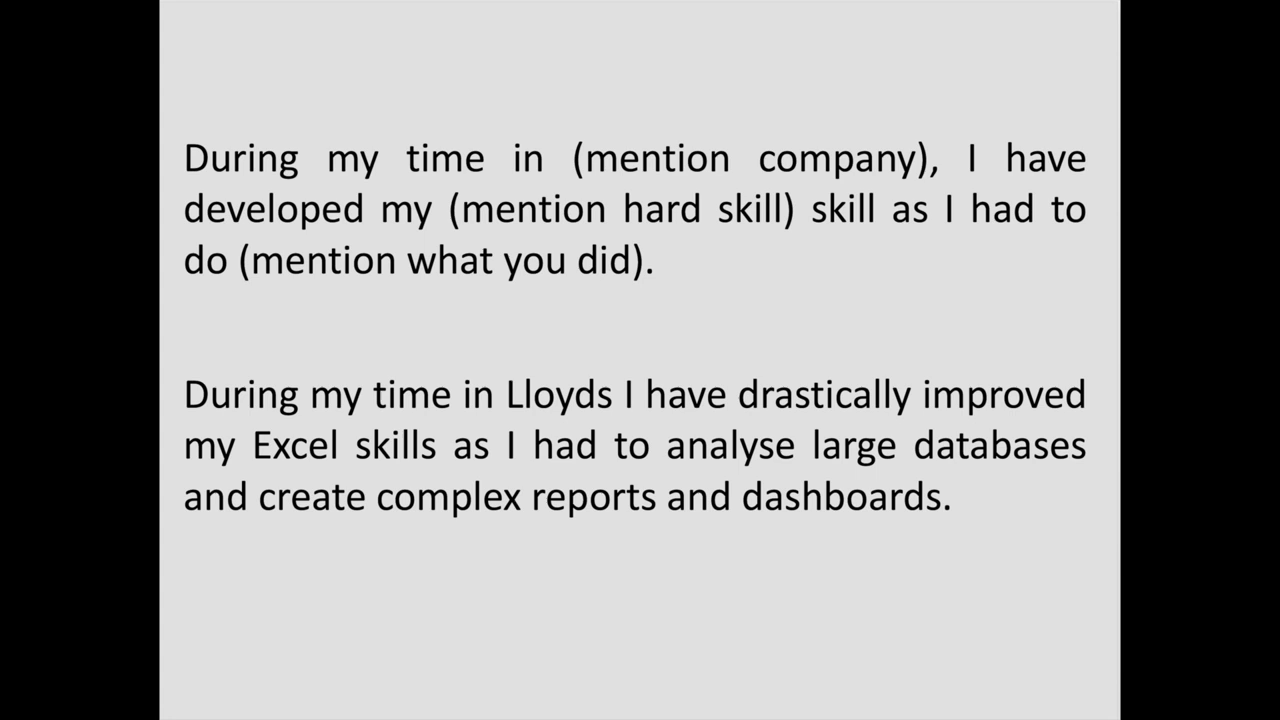 During my time in (mention company), I have
developed my (mention hard skill) skill as I had to
do (mention what you did).
During my time in Lloyds I have drastically improved
my Excel skills as I had to analyse large databases
and create complex reports and dashboards.